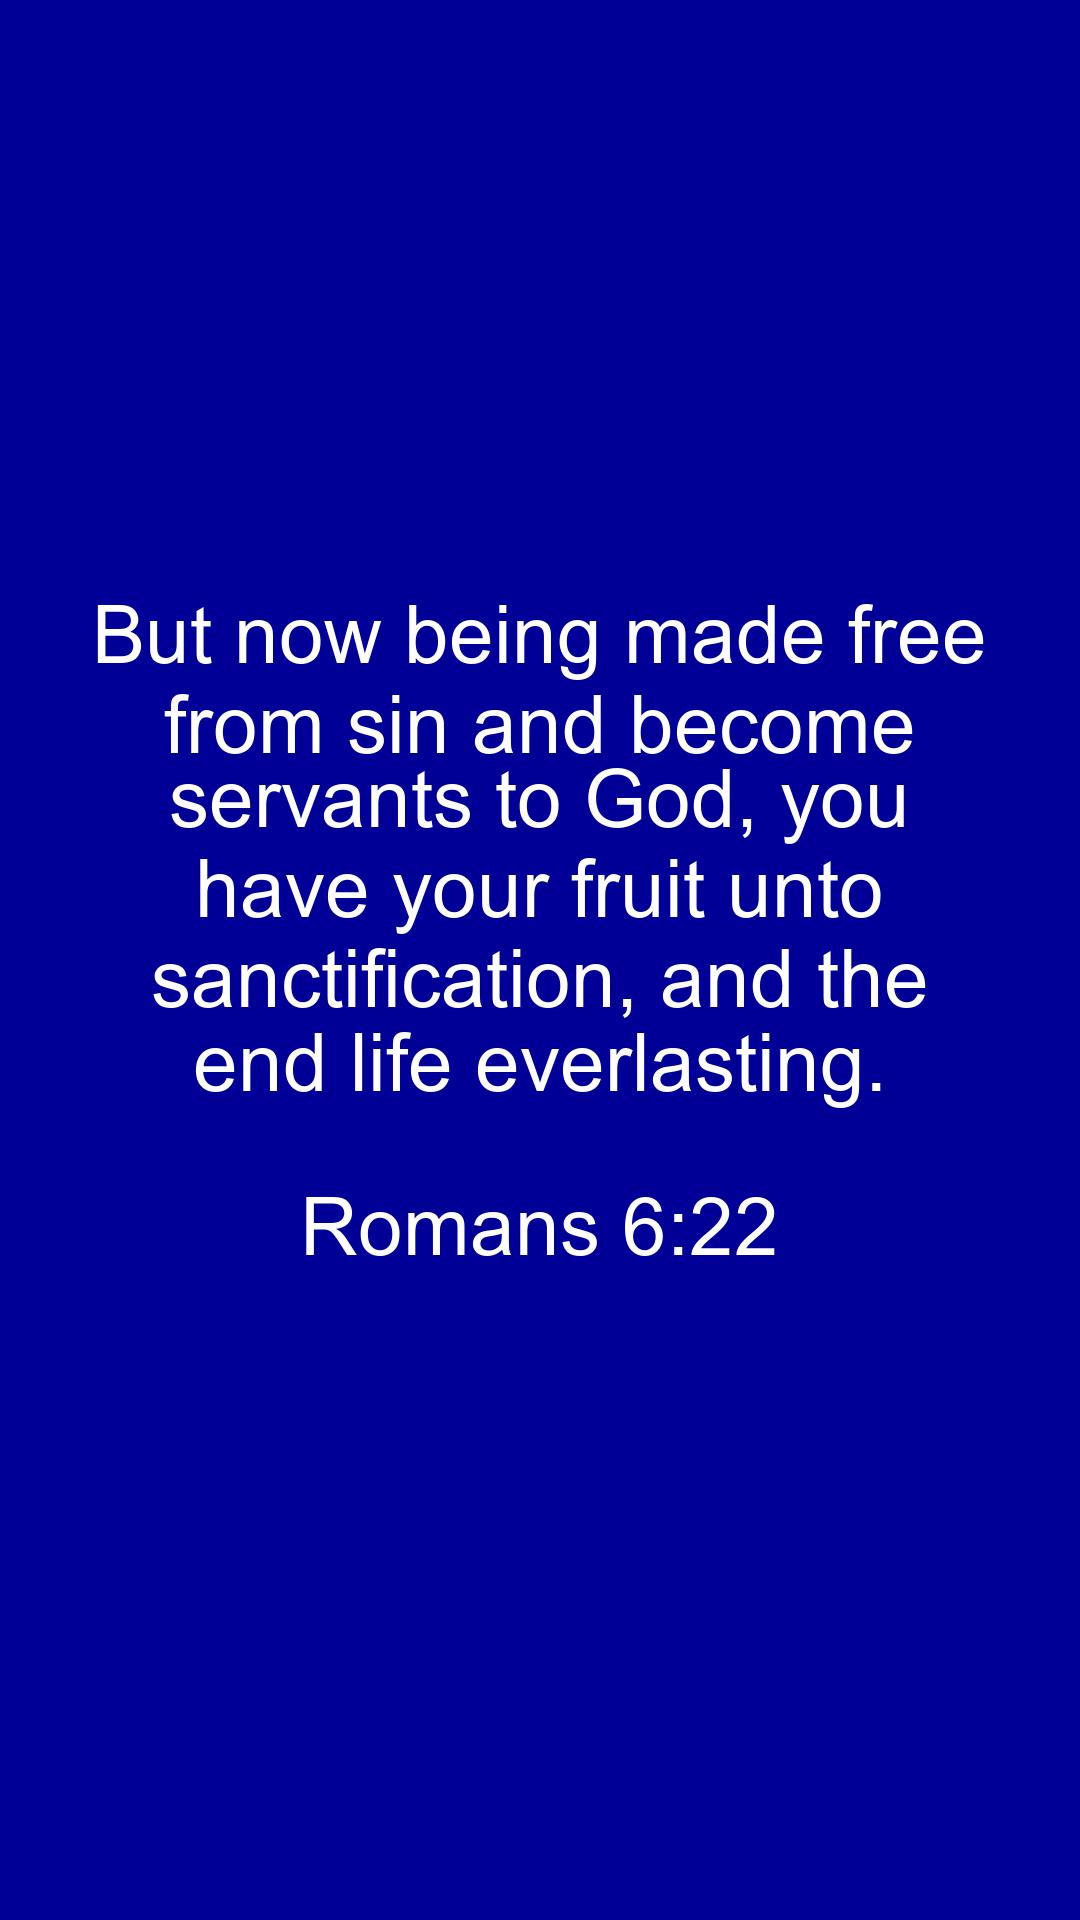 But now being made free
from sin and become
servants to God, you
have your fruit unto
sanctification, and the
end life everlasting.
Romans 6:22